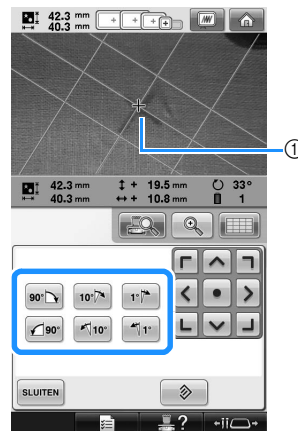 42.3 mm
40.3 mm
①
42.3 mm ↕ + 19.5 mm 33°
40.3 mm ↔ + 10.8 mm 1
90° 10° 1°
90° 10° 1°
SLUITEN
?